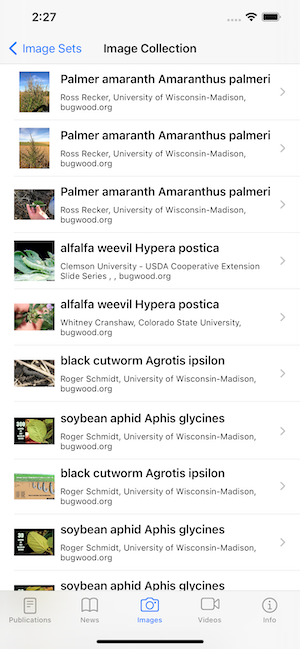 2:27
Image Sets
Image Collection
Palmer amaranth Amaranthus palmeri
Ross Recker, University of Wisconsin-Madison,
bugwood.org
Palmer amaranth Amaranthus palmeri
Ross Recker, University of Wisconsin-Madison,
bugwood.org
Palmer amaranth Amaranthus palmeri
Ross Recker, University of Wisconsin-Madison,
bugwood.org
alfalfa weevil Hypera postica
Clemson University - USDA Cooperative Extension
Slide Series , , bugwood.org
alfalfa weevil Hypera postica
Whitney Cranshaw, Colorado State University,
bugwood.org
black cutworm Agrotis ipsilon
Roger Schmidt, University of Wisconsin-Madison,
bugwood.org
soybean aphid Aphis glycines
Roger Schmidt, University of Wisconsin-Madison,
bugwood.org
black cutworm Agrotis ipsilon
Roger Schmidt, University of Wisconsin-Madison,
bugwood.org
soybean aphid Aphis glycines
Roger Schmidt, University of Wisconsin-Madison,
bugwood.org
soybean aphid Aphis glycines
Publications
News
Images
Videos
Info